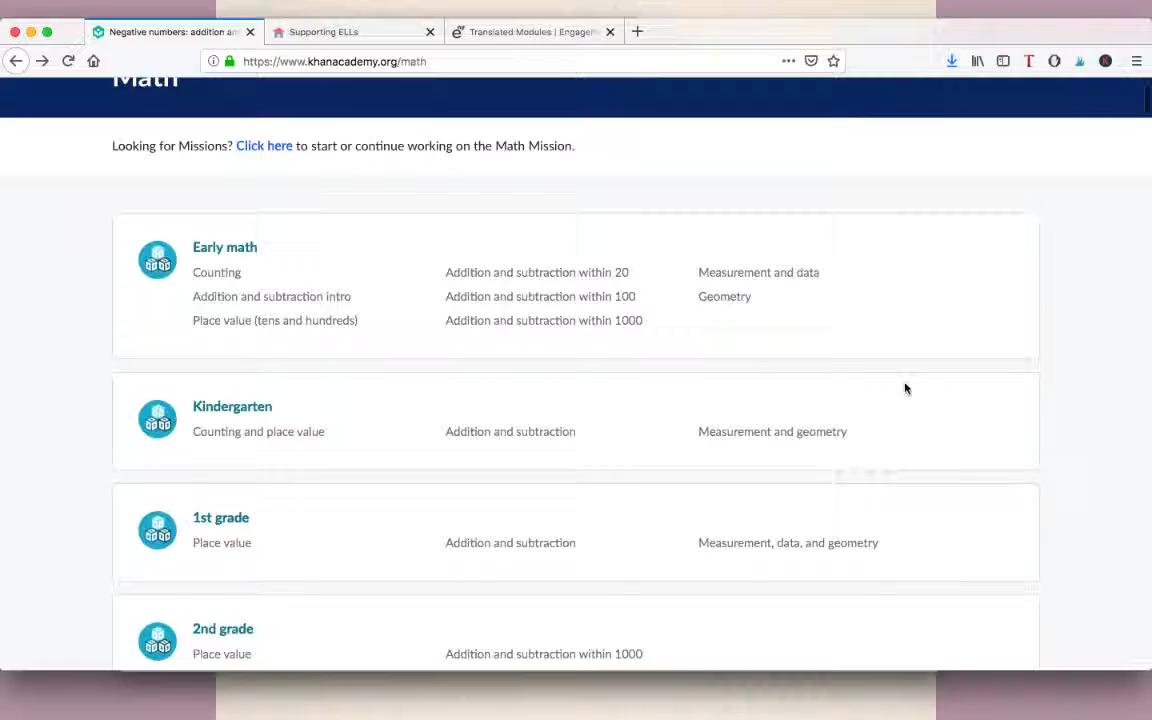 Negative numbers: addition an
Supporting ELLs
Translated Modules | Engagen
https://www.khanacademy.org/math
Math
Looking for Missions? Click here to start or continue working on the Math Mission.
Early math
Counting
Addition and subtraction within 20
Measurement and data
Addition and subtraction intro
Addition and subtraction within 100
Geometry
Place value (tens and hundreds)
Addition and subtraction within 1000
Kindergarten
Counting and place value
Addition and subtraction
Measurement and geometry
1st grade
Place value
Addition and subtraction
Measurement, data, and geometry
2nd grade
Place value
Addition and subtraction within 1000